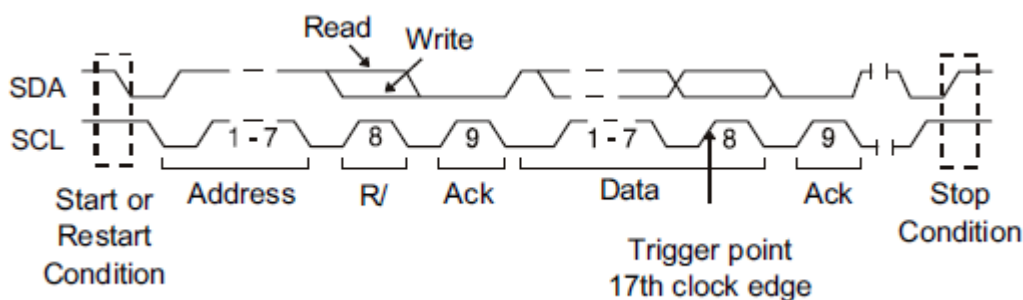 Read
Write
SDA
SCL
1 - 7
8
9
1 - 7
8
9
Address
R/
Ack
Data
Ack
Start or
Restart
Condition
Trigger point
17th clock edge
Stop
Condition